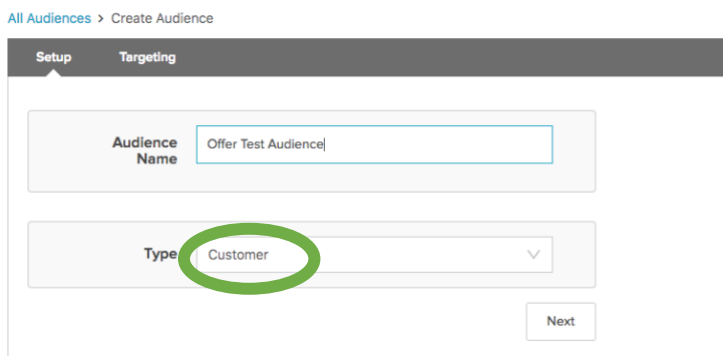 All Audiences > Create Audience
Setup Targeting
Audience Name
Offer Test Audience
Type
Customer
Next